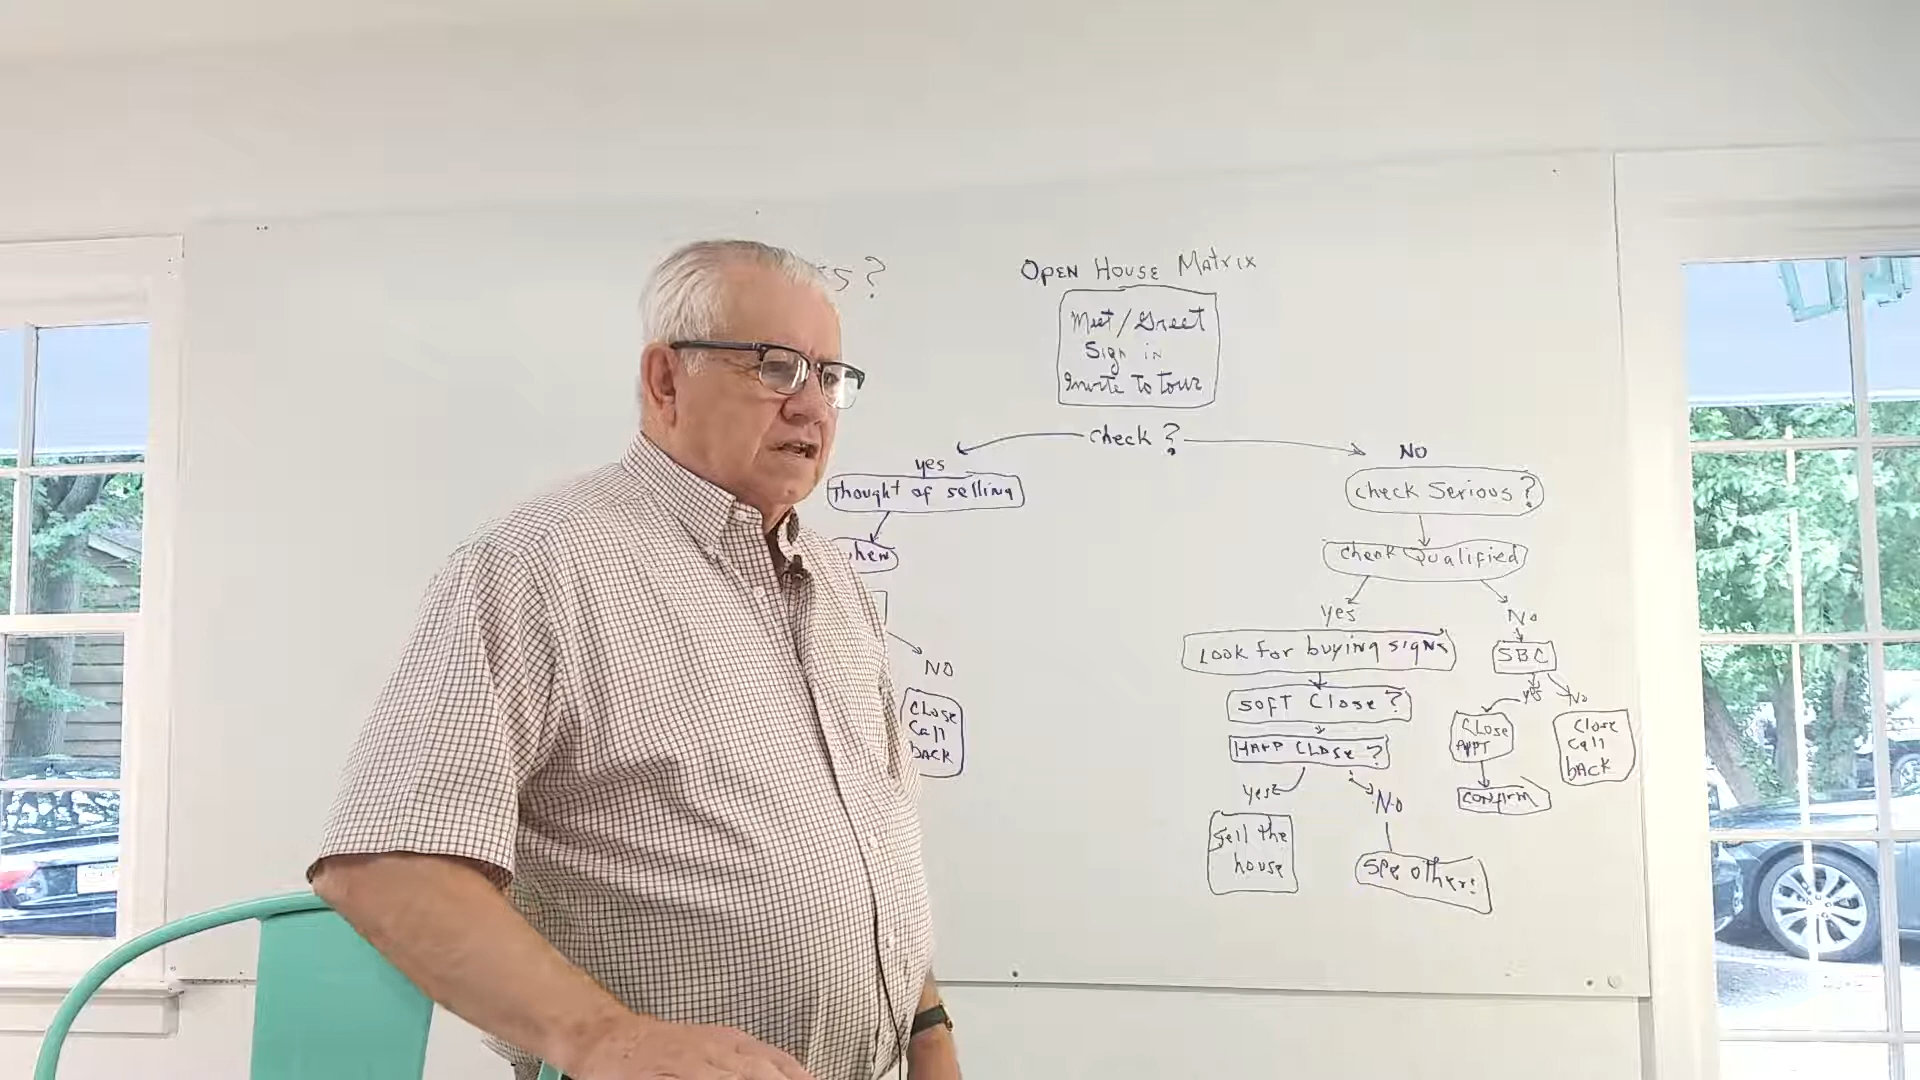 Open House Matrix
Meet/Greet
Sign in
Invite to tour
check?
yes
No
thought of selling
check Serious?
check Qualified
yes
No
Look for buying signs
SBC
NO
yes
No
Soft Close?
Close
Call
Back
Close
APPT
Close
Call
back
Hard Close?
yes
No
confirm
Sell the
house
See others